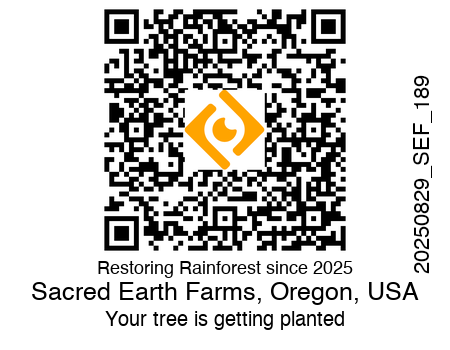 Restoring Rainforest since 2025
Sacred Earth Farms, Oregon, USA
Your tree is getting planted
20250829_SEF_189